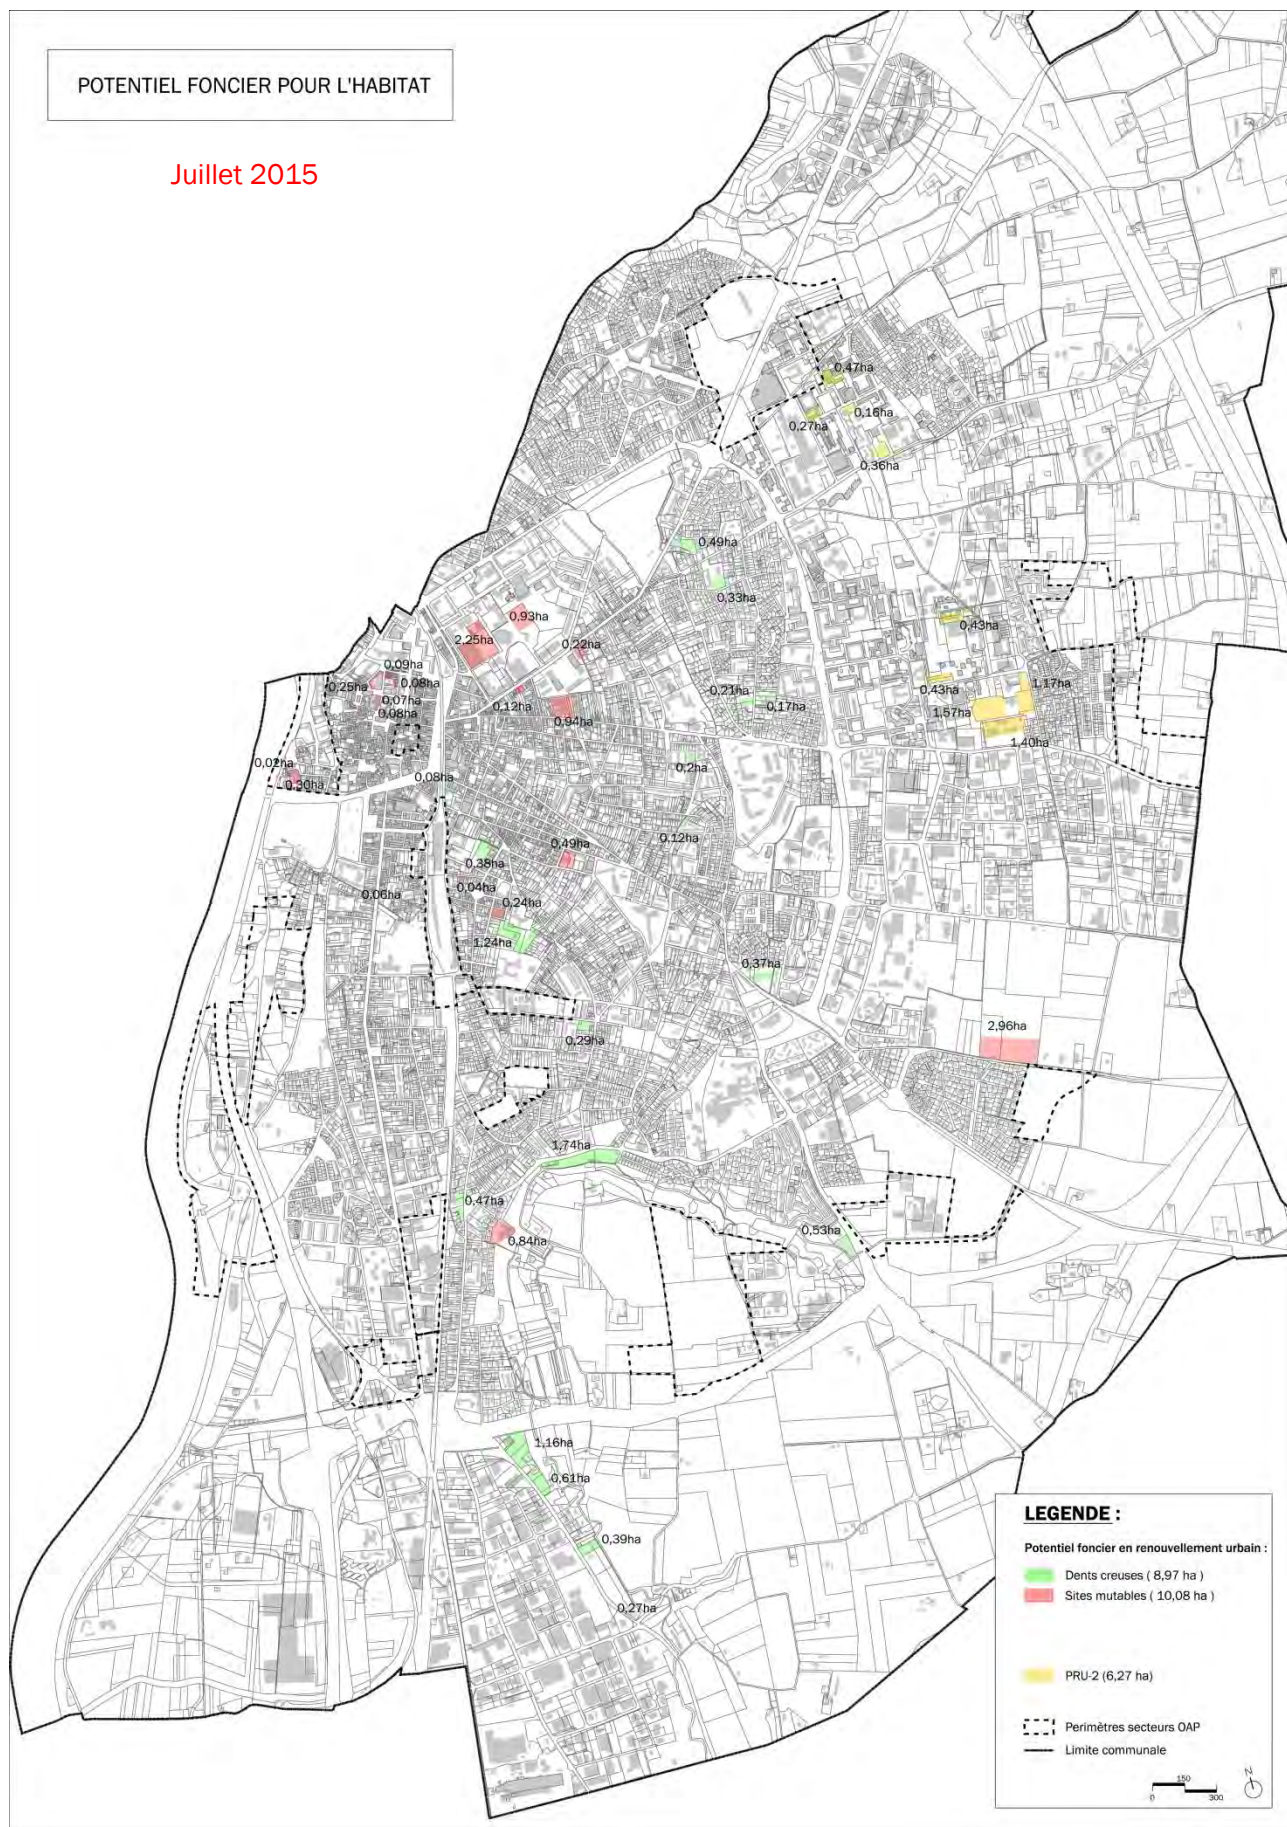 POTENTIEL FONCIER POUR L'HABITAT
Juillet 2015
0,47ha
0,16ha
0,27ha
0,36ha
0,49ha
0,33ha
0,93ha
2,25ha
0,22ha
0,43ha
0,09ha
0,25ha
0,08ha
0,07ha
0,08ha
0,12ha
0,94ha
0,21ha
0,17ha
0,43ha
1,17ha
1,57ha
1,40ha
0,02ha
0,30ha
0,08ha
0,2ha
0,12ha
0,49ha
0,38ha
0,04ha
0,06ha
0,24ha
1,24ha
0,37ha
0,29ha
2,96ha
1,74ha
0,47ha
0,84ha
0,53ha
1,16ha
0,61ha
0,39ha
0,27ha
LEGENDE :
Potentiel foncier en renouvellement urbain :
Dents creuses ( 8,97 ha )
Sites mutables ( 10,08 ha )
PRU-2 (6,27 ha)
Perimètres secteurs OAP
Limite communale
150
0
300
N